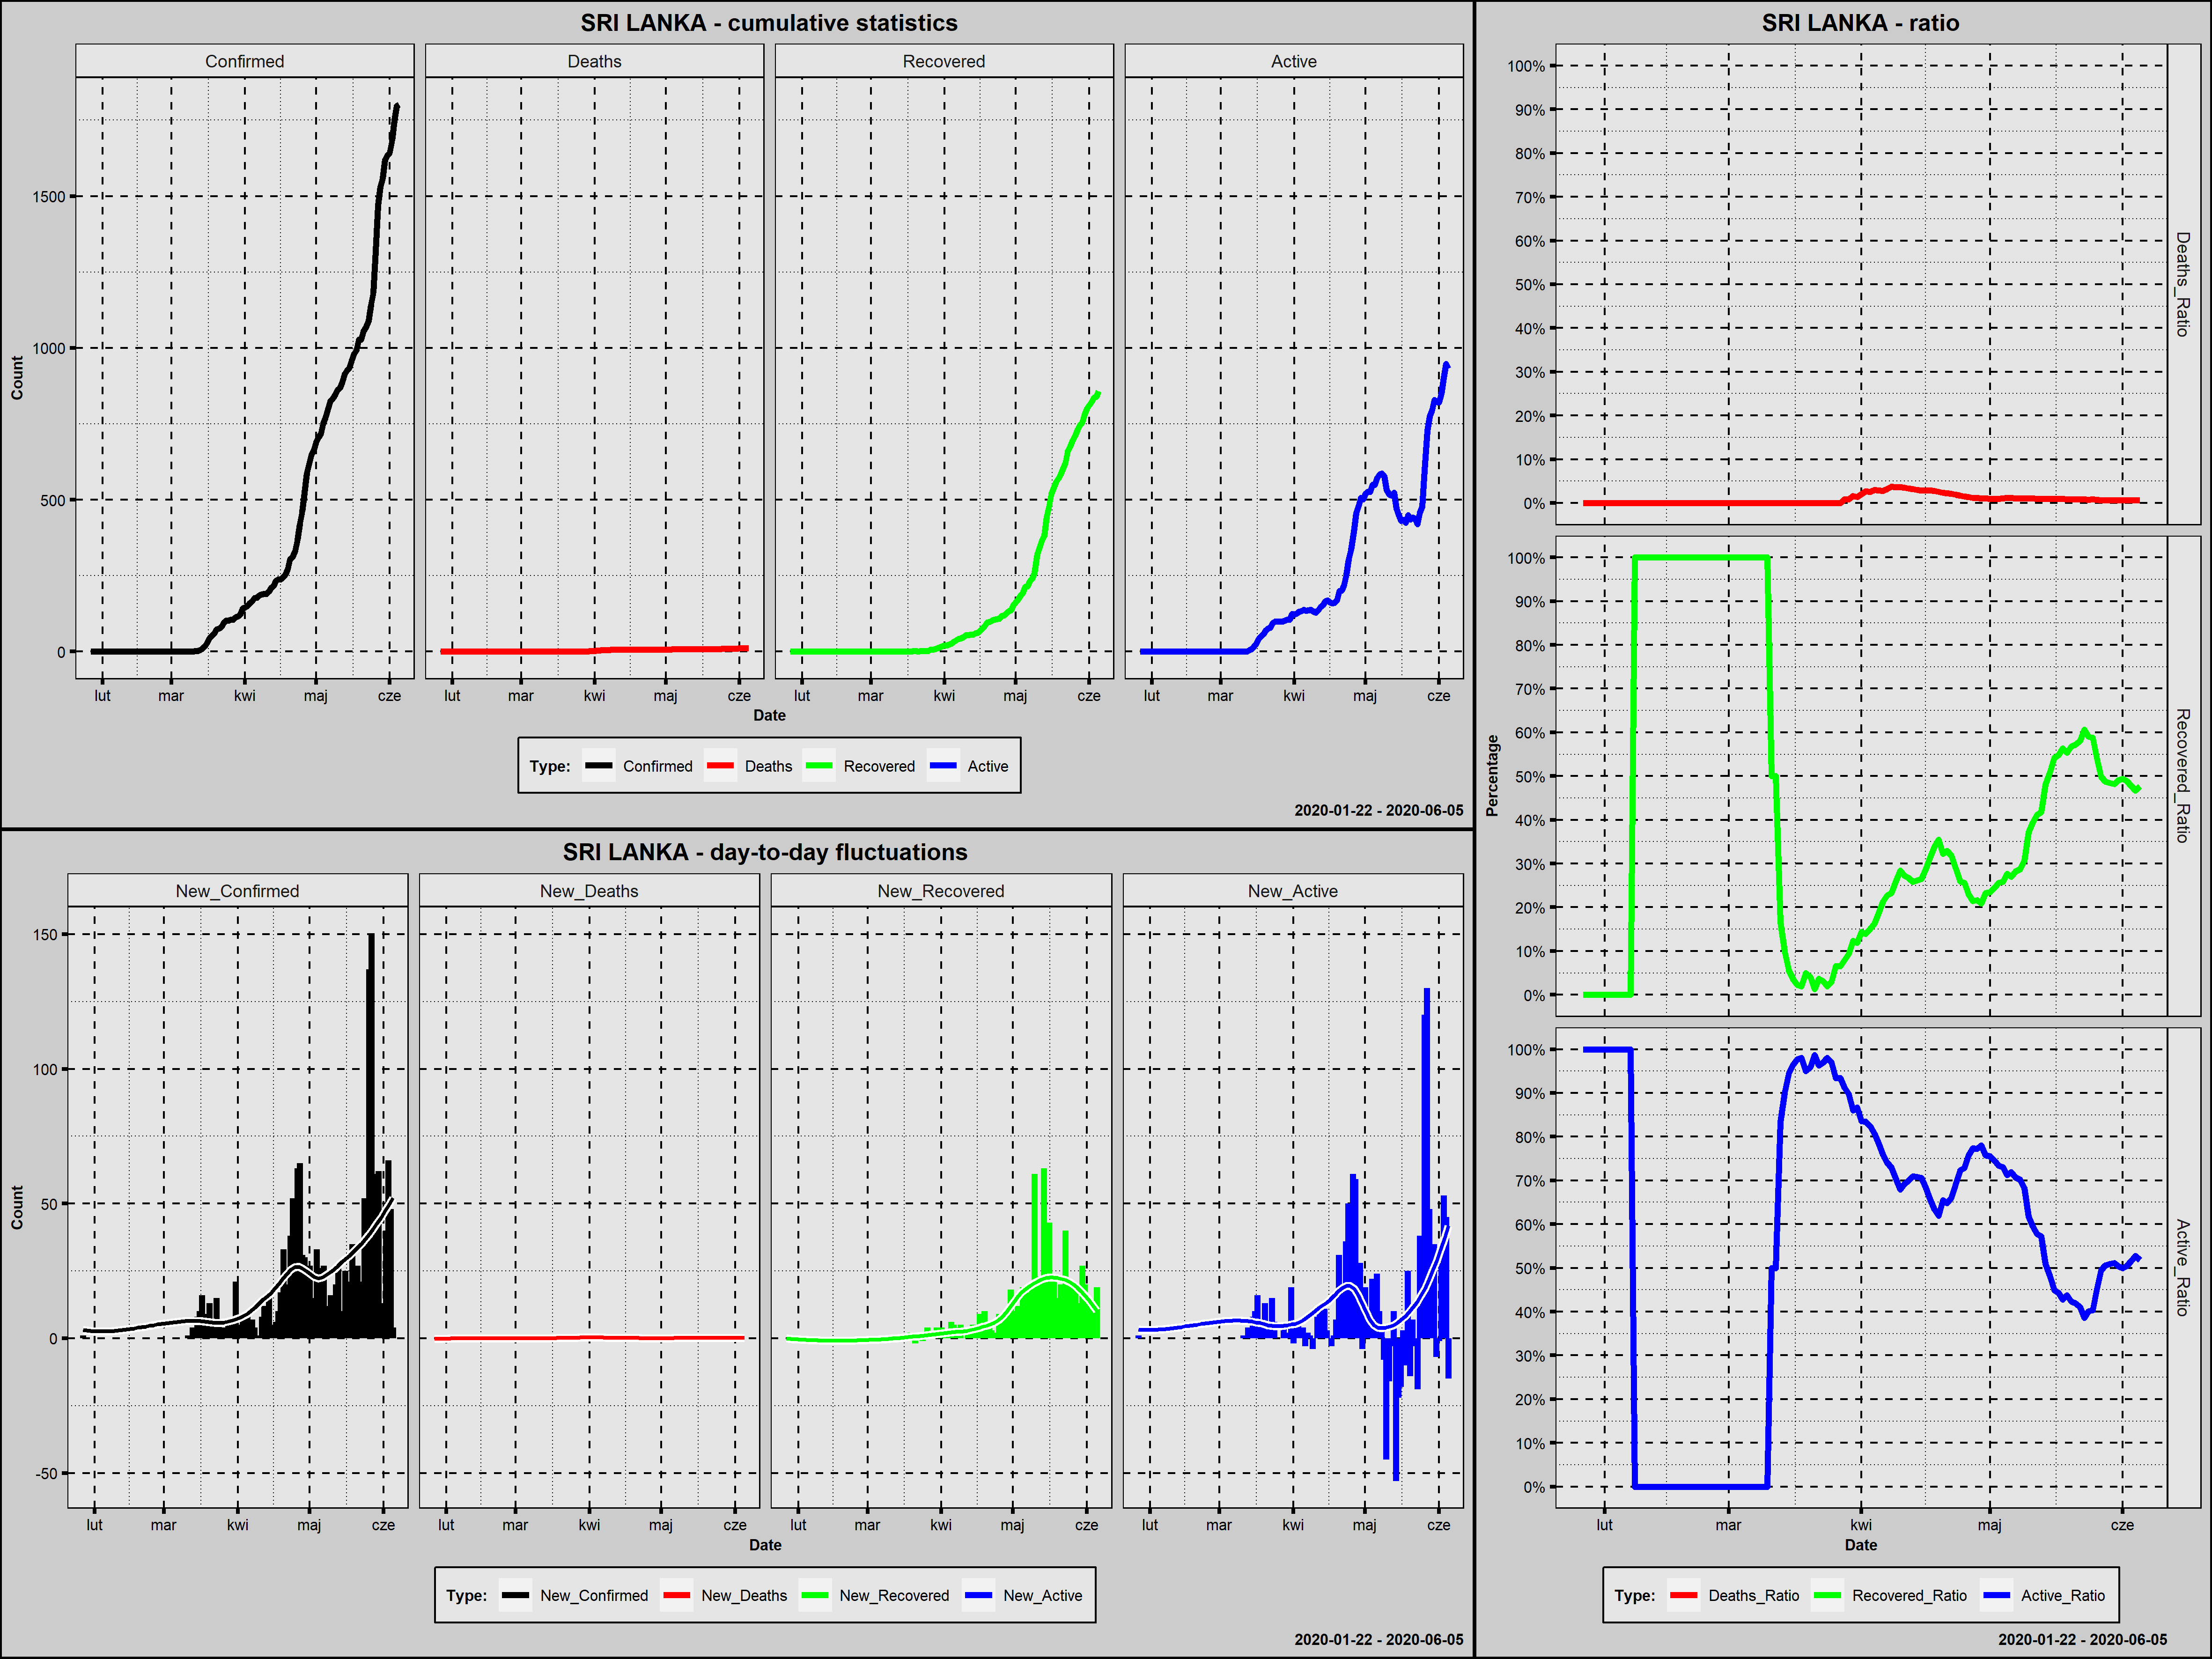 SRI LANKA - cumulative statistics
Confirmed Deaths Recovered Active
Count
1500
1000
500
0
lut mar kwi maj cze lut mar kwi maj cze lut mar kwi maj cze lut mar kwi maj cze
Date
Type: Confirmed Deaths Recovered Active
2020-01-22 - 2020-06-05
SRI LANKA - day-to-day fluctuations
New_Confirmed New_Deaths New_Recovered New_Active
Count
150
100
50
0
-50
lut mar kwi maj cze lut mar kwi maj cze lut mar kwi maj cze lut mar kwi maj cze
Date
Type: New_Confirmed New_Deaths New_Recovered New_Active
2020-01-22 - 2020-06-05
SRI LANKA - ratio
Percentage
100%
90%
80%
70%
60%
50%
40%
30%
20%
10%
0%
Deaths_Ratio
100%
90%
80%
70%
60%
50%
40%
30%
20%
10%
0%
Recovered_Ratio
100%
90%
80%
70%
60%
50%
40%
30%
20%
10%
0%
Active_Ratio
lut mar kwi maj cze
Date
Type: Deaths_Ratio Recovered_Ratio Active_Ratio
2020-01-22 - 2020-06-05